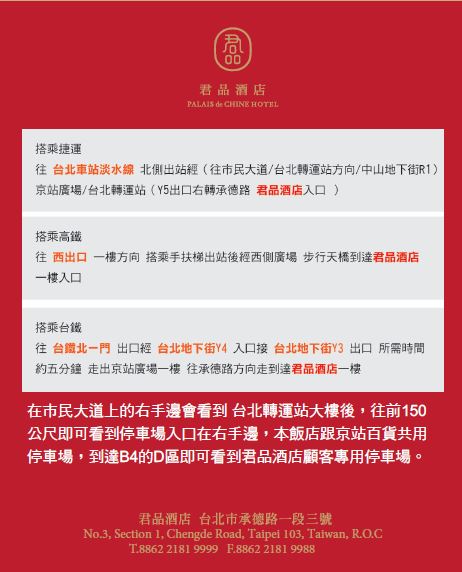 君品
君品酒店
PALAIS de CHINE HOTEL
搭乘捷運
往 台北車站淡水線 北側出站經（往市民大道/台北轉運站方向/中山地下街R1）
京站廣場/台北轉運站（Y5出口右轉承德路 君品酒店入口 ）
搭乘高鐵
往 西出口 一樓方向 搭乘手扶梯出站後經西側廣場 步行天橋到達君品酒店
一樓入口
搭乘台鐵
往 台鐵北一門 出口經 台北地下街Y4 入口接 台北地下街Y3 出口 所需時間
約五分鐘 走出京站廣場一樓 往承德路方向走到達君品酒店一樓
在市民大道上的右手邊會看到 台北轉運站大樓後，往前150
公尺即可看到停車場入口在右手邊，本飯店跟京站百貨共用
停車場，到達B4的D區即可看到君品酒店顧客專用停車場。
君品酒店 台北市承德路一段三號
No.3, Section 1, Chengde Road, Taipei 103, Taiwan, R.O.C
T.8862 2181 9999 F.8862 2181 9988